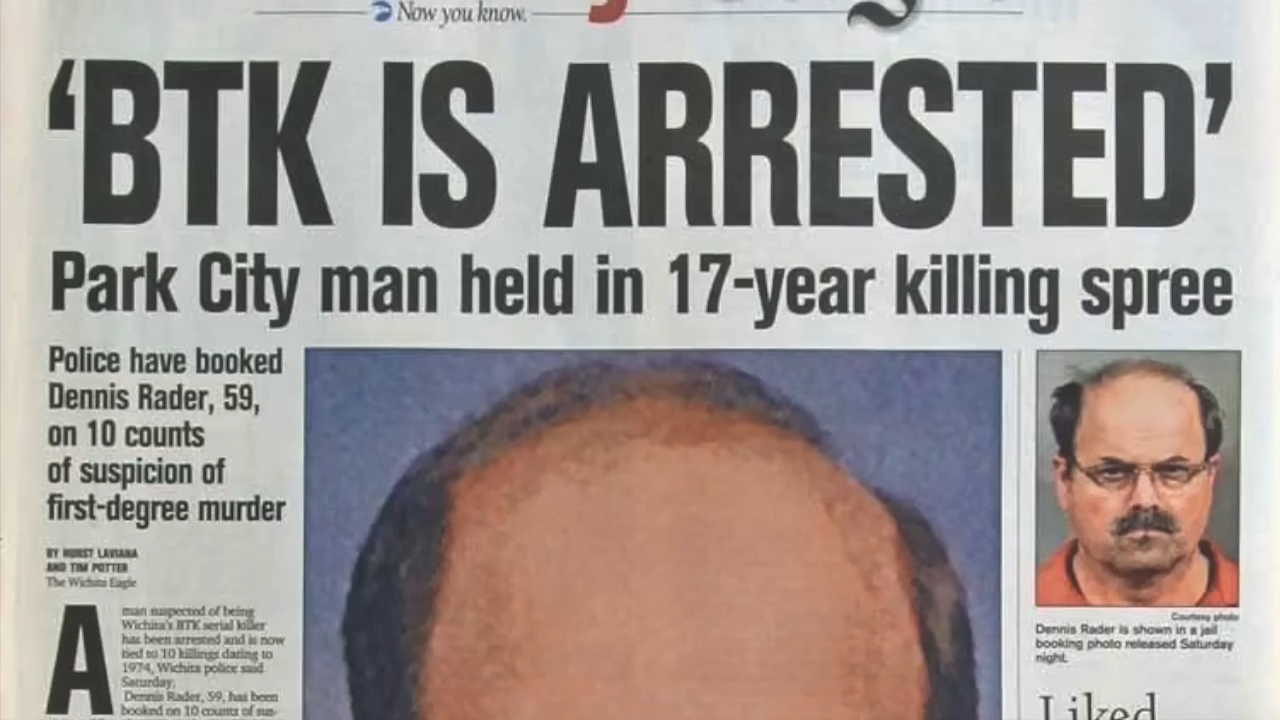 Now you know.
‘BTK IS ARRESTED’
Park City man held in 17-year killing spree
Police have booked
Dennis Rader, 59,
on 10 counts
of suspicion of
first-degree murder
BY HURST LAVIANA
AND TIM POTTER
The Wichita Eagle
A man suspected of being
Wichita's BTK serial killer
has been arrested and is now
tied to 10 killings dating to
1974, Wichita police said
Saturday.
Dennis Rader, 59, has been
booked on 10 counts of sus-
Courtesy photo
Dennis Rader is shown in a jail
booking photo released Saturday
night.
Liked